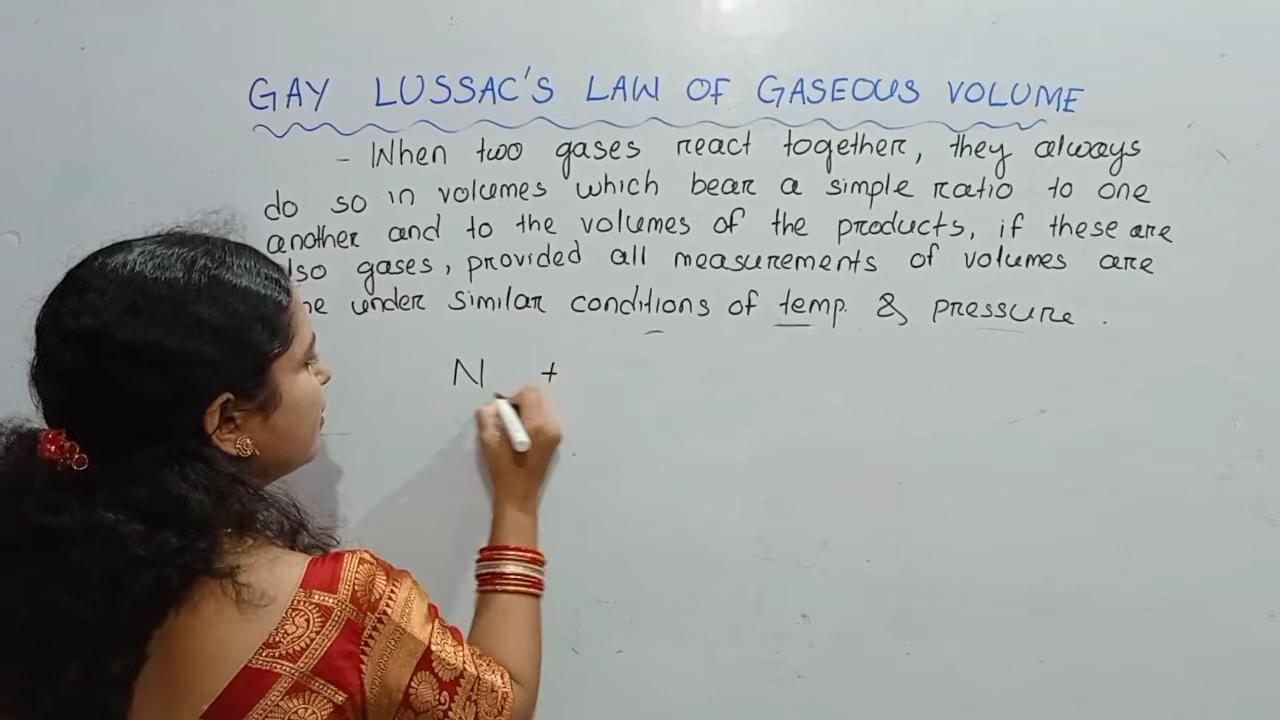 GAY LUSSAC'S LAW OF GASEOUS VOLUME
- When two gases react together, they always
do so in volumes which bear a simple ratio to one
another and to the volumes of the products, if these are
gases, provided all measurements of volumes are
under similar conditions of temp. & pressure.
N +